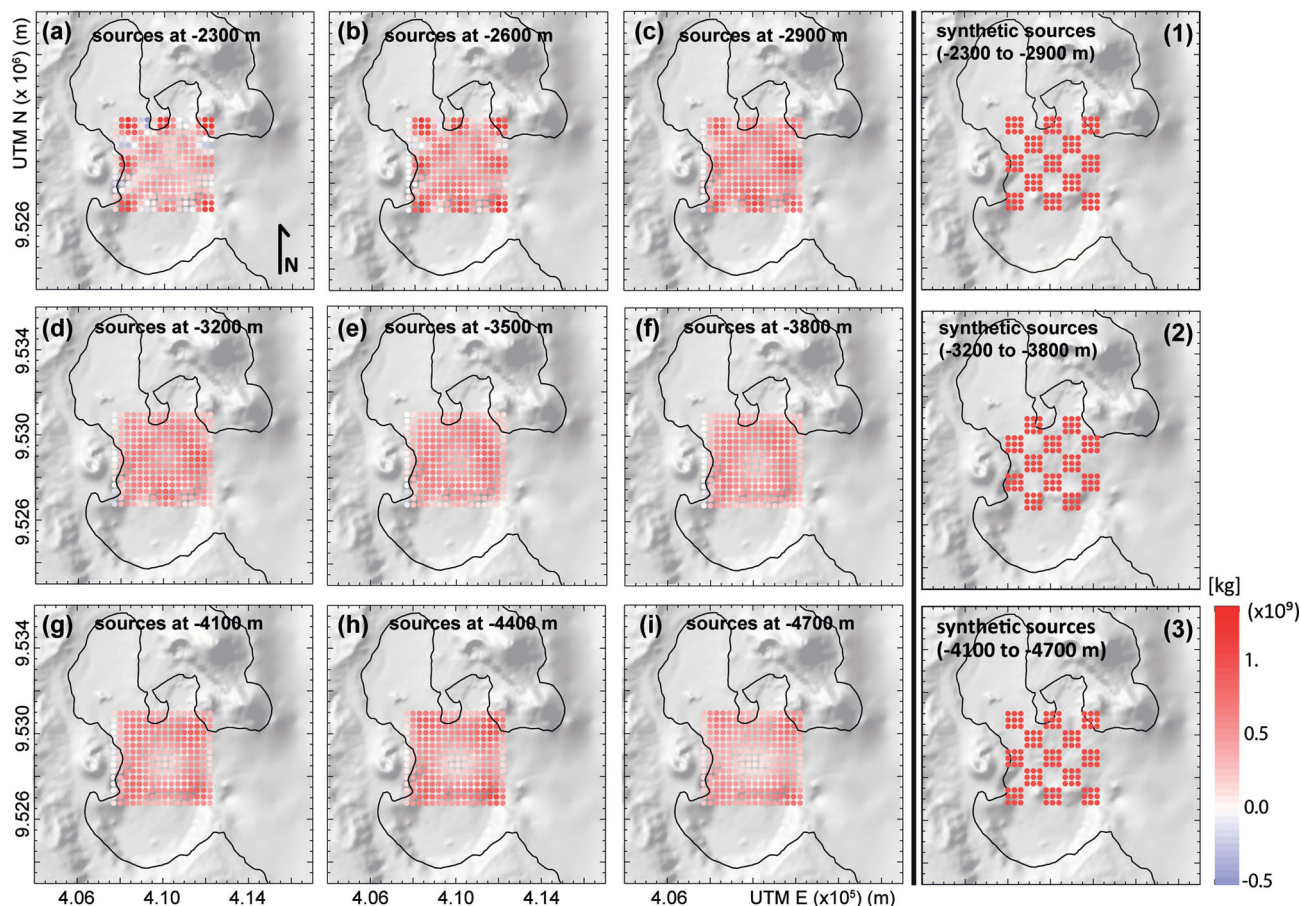 (a) sources at -2300 m
(b) sources at -2600 m
(c) sources at -2900 m
synthetic sources (1)
(-2300 to -2900 m)
UTM N (x 10⁶) (m)
9.526
N
(d) sources at -3200 m
(e) sources at -3500 m
(f) sources at -3800 m
synthetic sources (2)
(-3200 to -3800 m)
9.534
9.530
9.526
(g) sources at -4100 m
(h) sources at -4400 m
(i) sources at -4700 m
synthetic sources (3)
(-4100 to -4700 m)
9.534
9.530
9.526
[kg]
(x10⁹)
1.
0.5
0.0
-0.5
4.06 4.10 4.14
4.06 4.10 4.14
4.06 UTM E (x10⁵) (m)